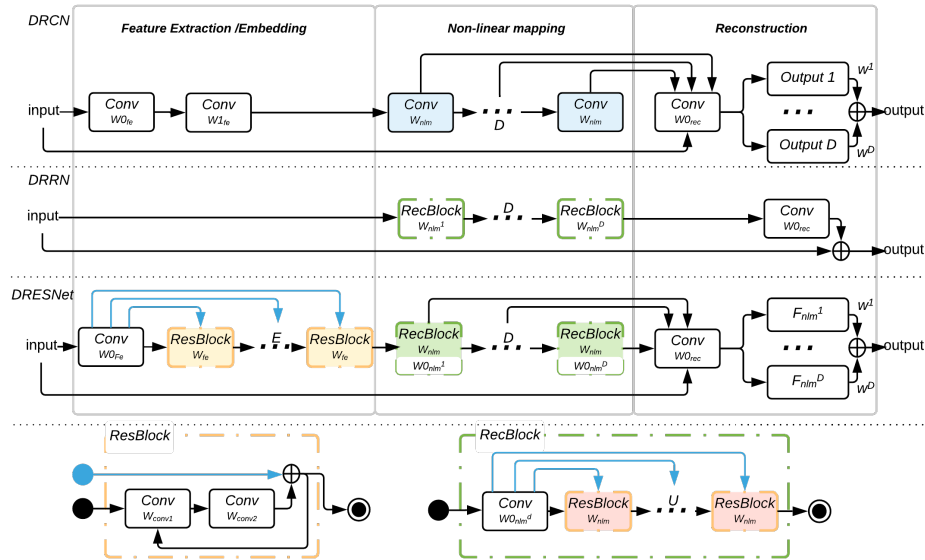 DRCN
Feature Extraction /Embedding
Non-linear mapping
Reconstruction
input
Conv
W0fe
Conv
W1fe
Conv
Wnlm
...
D
Conv
Wnlm
Conv
W0rec
Output 1
...
Output D
W1
WD
output
DRRN
input
RecBlock
Wnlm1
D
...
RecBlock
WnlmD
Conv
W0rec
output
DRESNet
input
Conv
W0Fe
ResBlock
Wfe
E
...
ResBlock
Wfe
RecBlock
Wnlm
W0nlm1
D
...
RecBlock
Wnlm
W0nlmD
Conv
W0rec
Fnlm1
...
FnlmD
W1
WD
output
ResBlock
Conv
Wconv1
Conv
Wconv2
RecBlock
Conv
W0nlmd
ResBlock
Wnlm
U
...
ResBlock
Wnlm